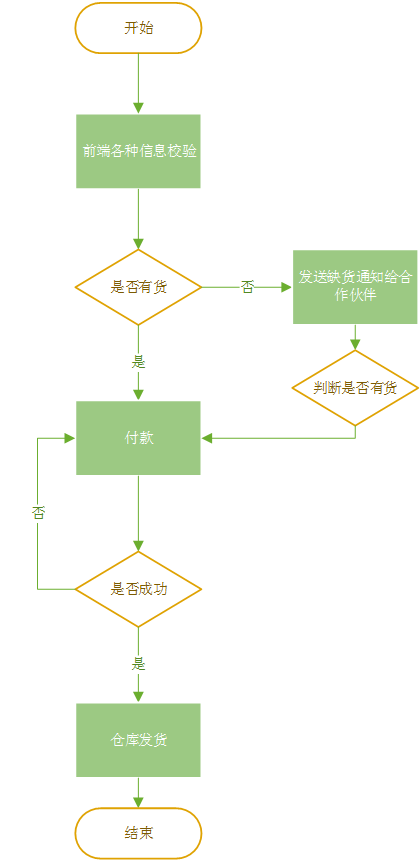 开始
前端各种信息校验
是否有货
否
发送缺货通知给合
作伙伴
是
判断是否有货
付款
否
是否成功
是
仓库发货
结束